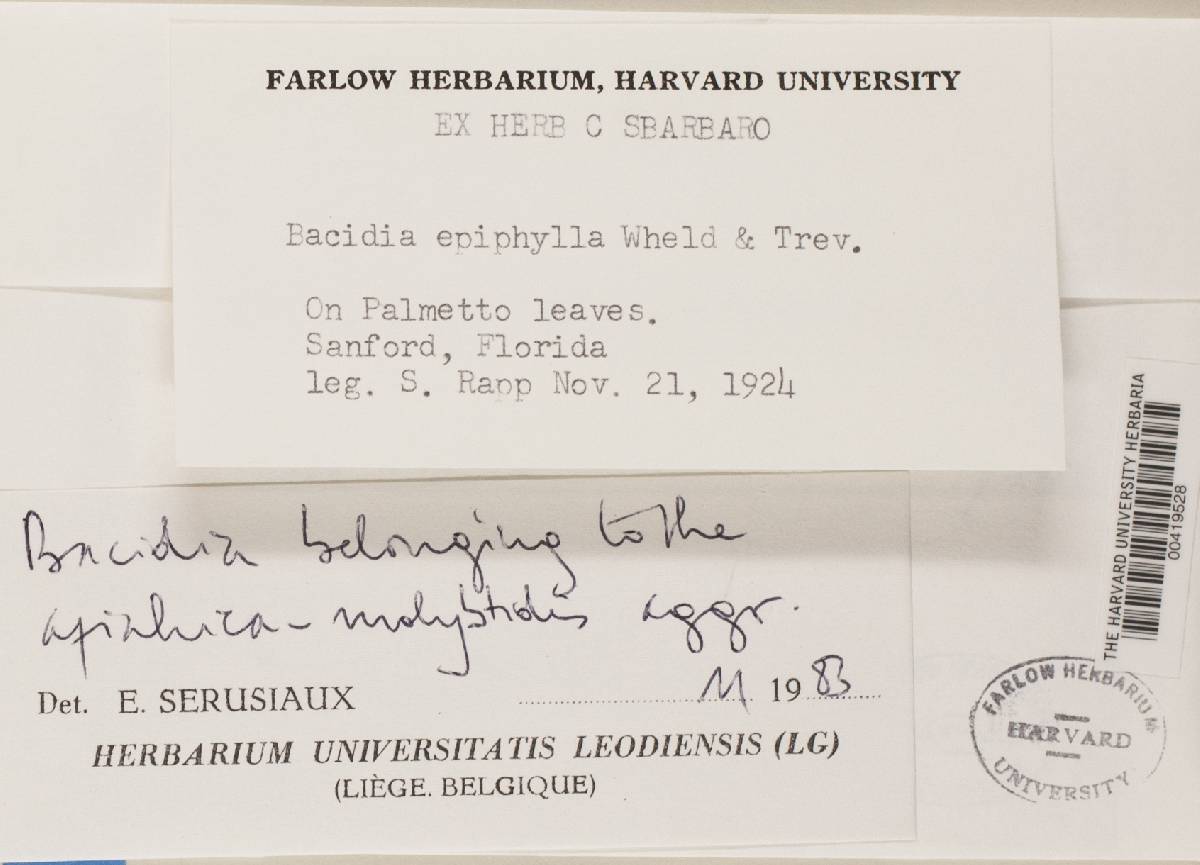 FARLOW HERBARIUM, HARVARD UNIVERSITY
EX HERB C SBARBARO
Bacidia epiphylla Wheld & Trev.
On Palmetto leaves.
Sanford, Florida
leg. S. Rapp Nov. 21, 1924
Bacidia belonging to the
apiahica - molybtidis aggr.
Det. E. SERUSIAUX 11 1983
HERBARIUM UNIVERSITATIS LEODIENSIS (LG)
(LIÈGE. BELGIQUE)
THE HARVARD UNIVERSITY HERBARIA
00419528
FARLOW HERBARIUM
HARVARD
UNIVERSITY